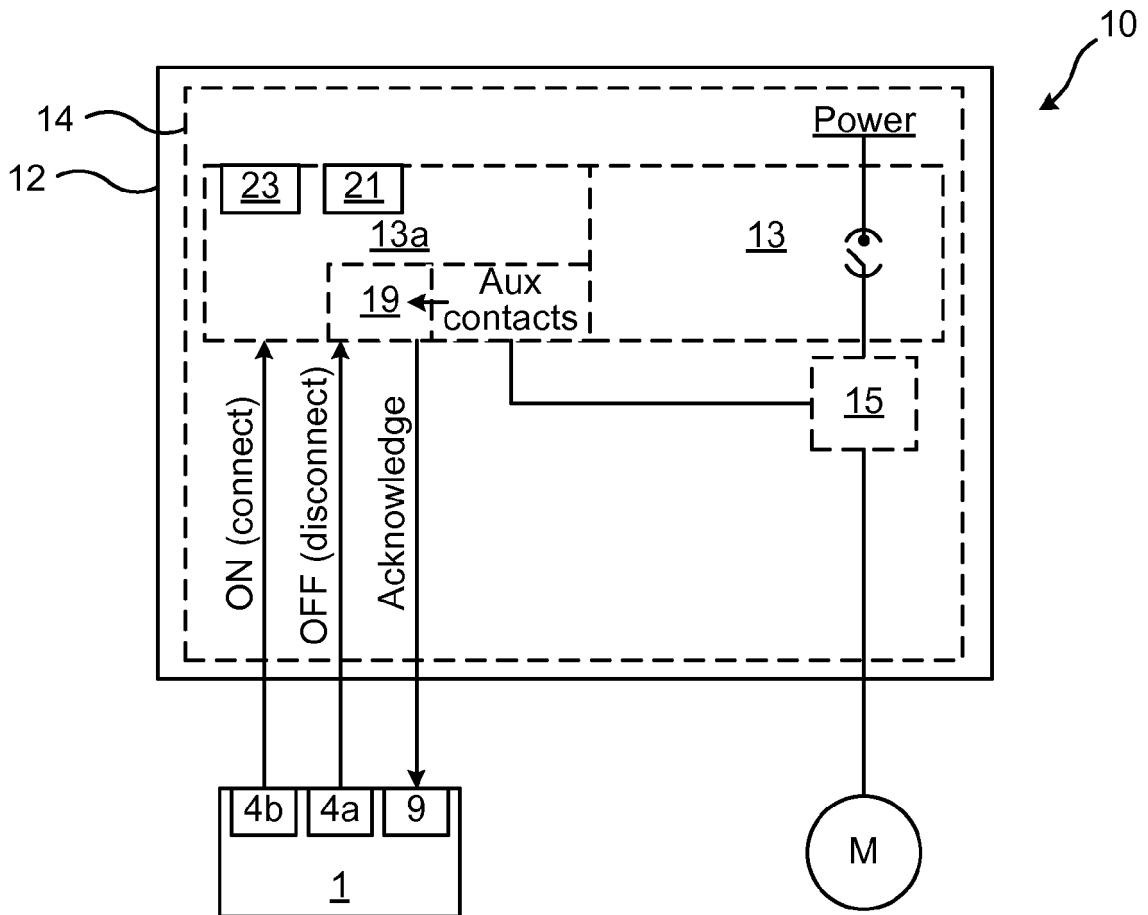 10
14
12
Power
23
21
13a
13
19
Aux
contacts
15
ON (connect)
OFF (disconnect)
Acknowledge
4b
4a
9
1
M